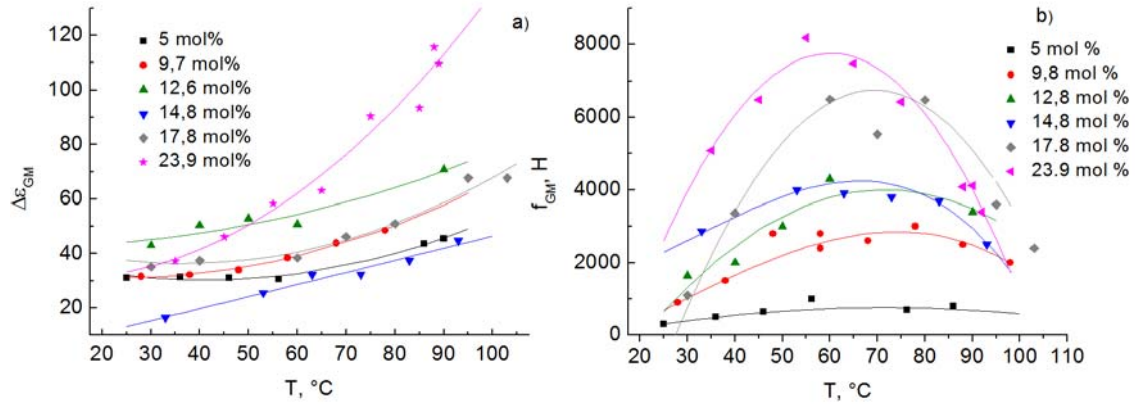 a)
120
100
80
60
40
20
Δε_GM
5 mol%
9,7 mol%
12,6 mol%
14,8 mol%
17,8 mol%
23,9 mol%
20 30 40 50 60 70 80 90 100
T, °C
b)
8000
6000
4000
2000
0
f_GM, H
5 mol %
9,8 mol %
12,8 mol %
14,8 mol %
17.8 mol %
23.9 mol %
20 30 40 50 60 70 80 90 100 110
T, °C